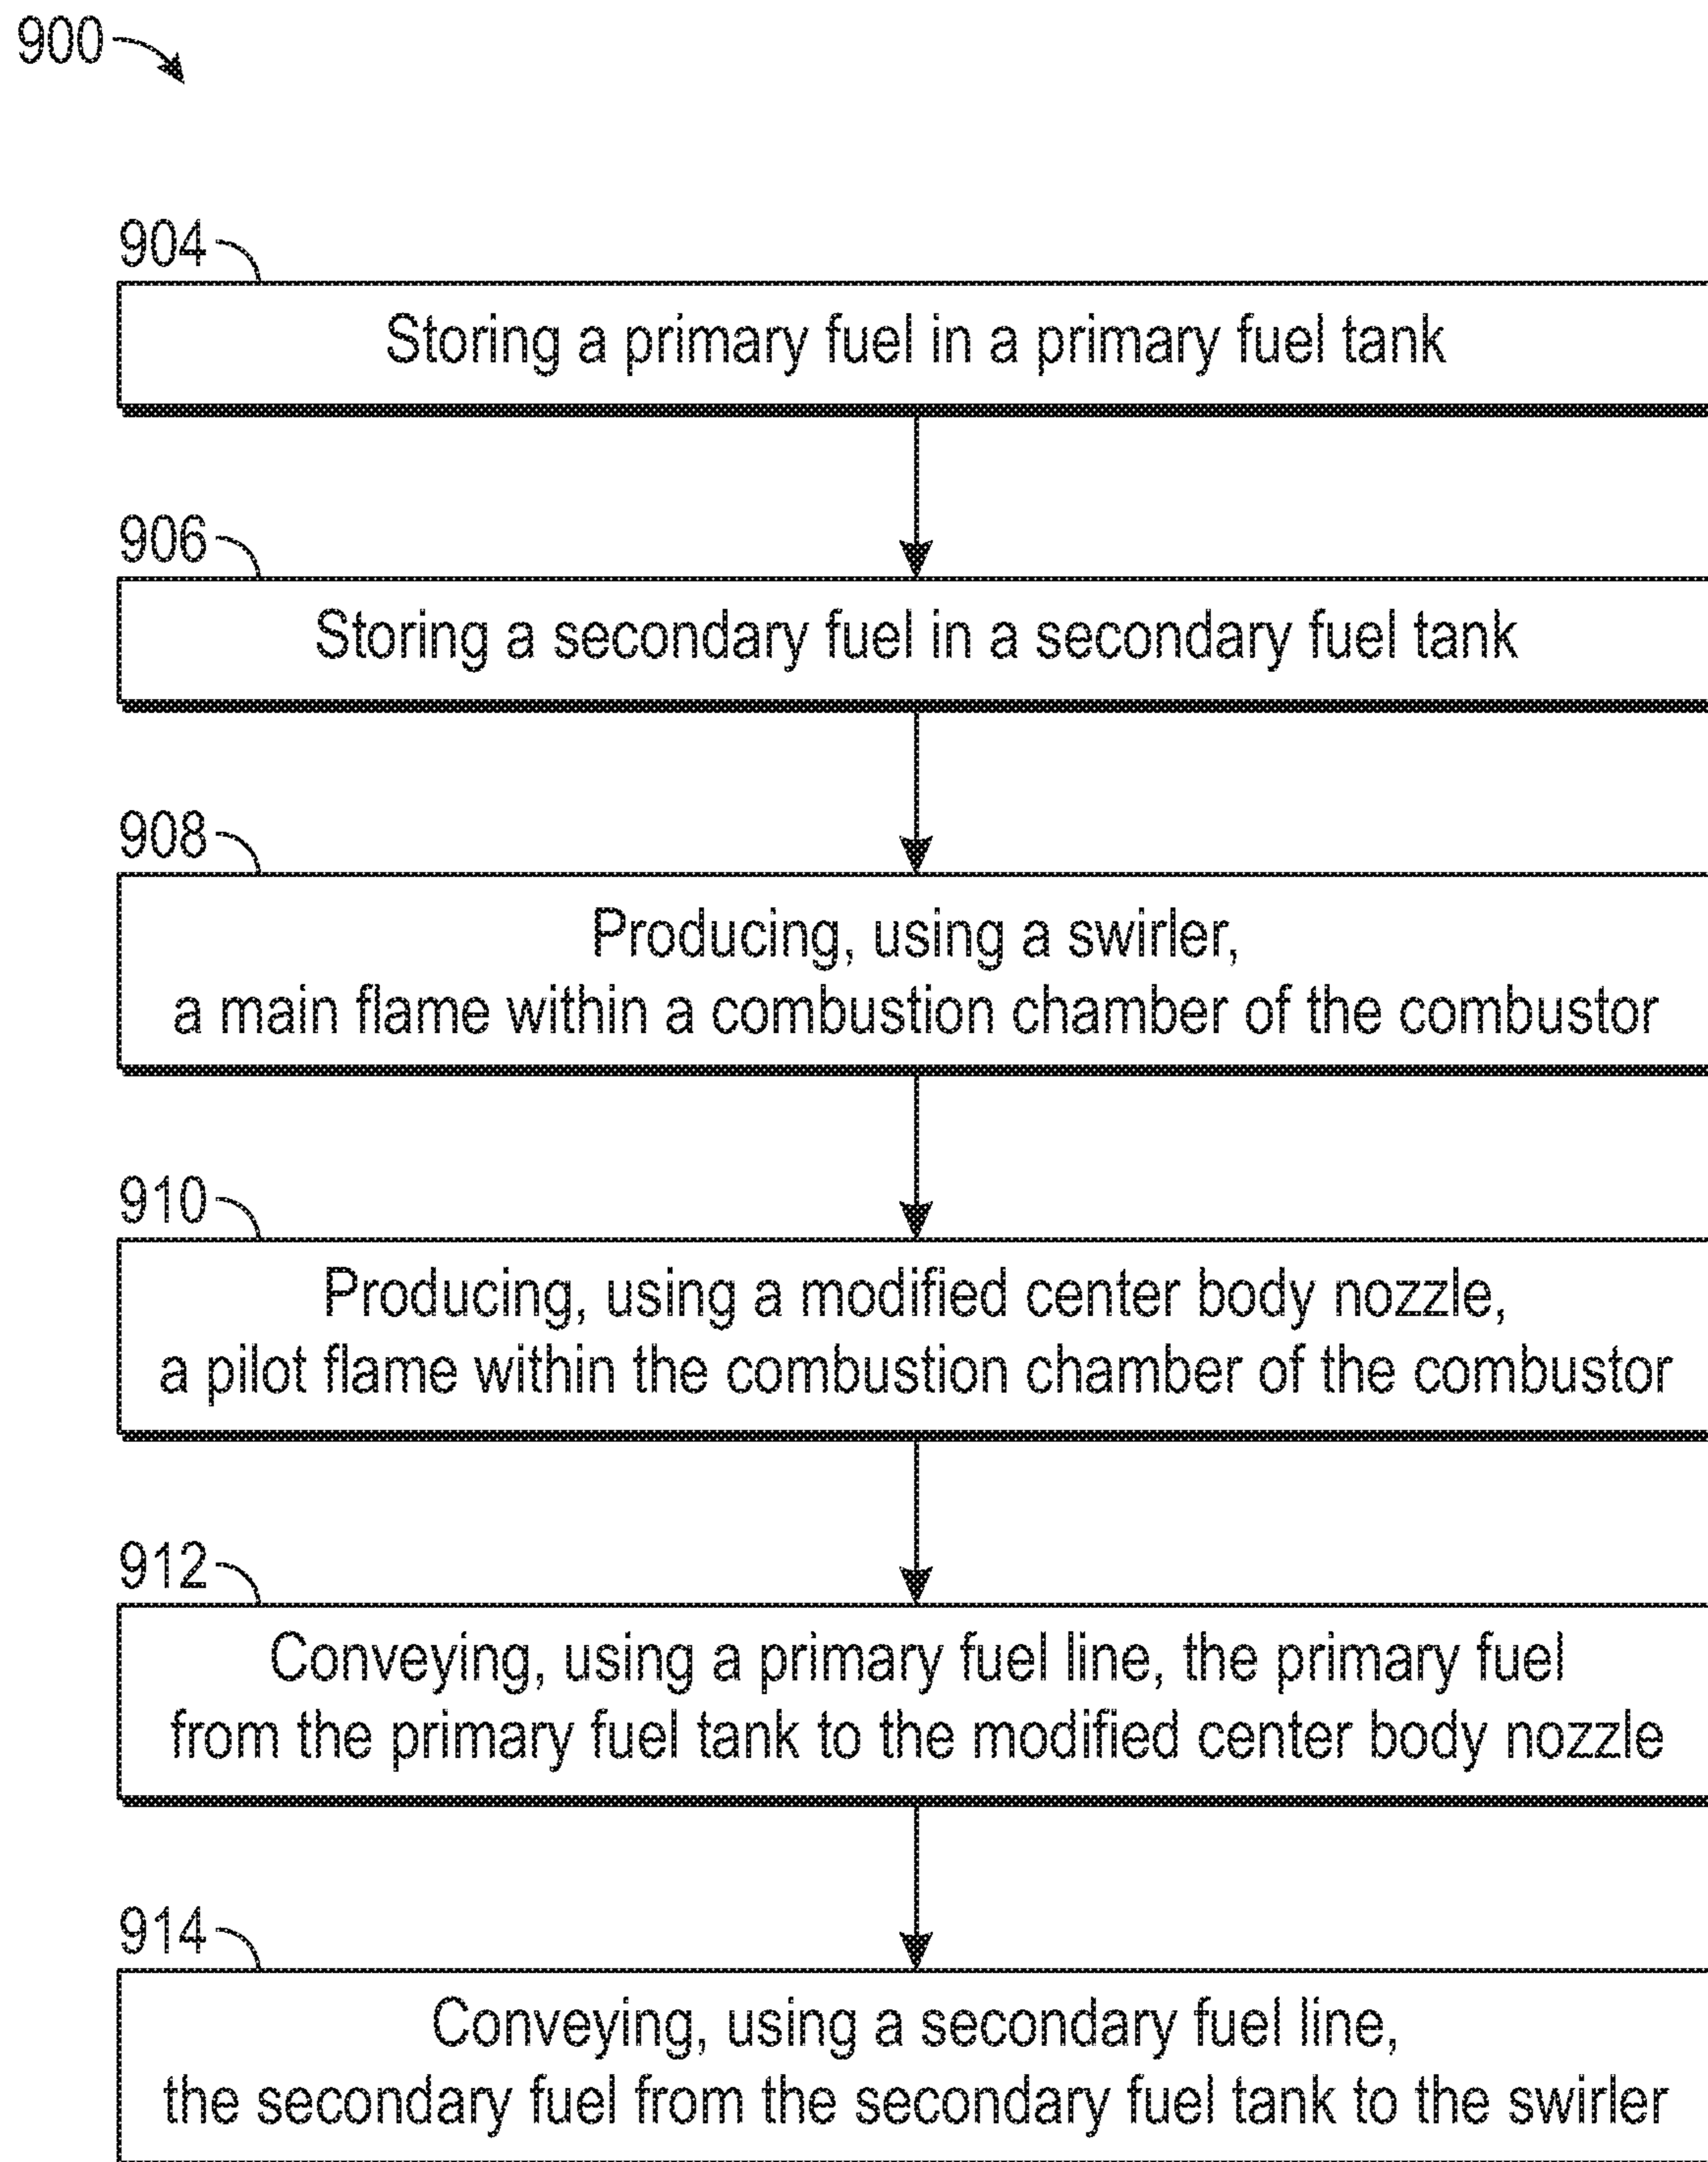 900
904
Storing a primary fuel in a primary fuel tank
906
Storing a secondary fuel in a secondary fuel tank
908
Producing, using a swirler,
a main flame within a combustion chamber of the combustor
910
Producing, using a modified center body nozzle,
a pilot flame within the combustion chamber of the combustor
912
Conveying, using a primary fuel line, the primary fuel
from the primary fuel tank to the modified center body nozzle
914
Conveying, using a secondary fuel line,
the secondary fuel from the secondary fuel tank to the swirler